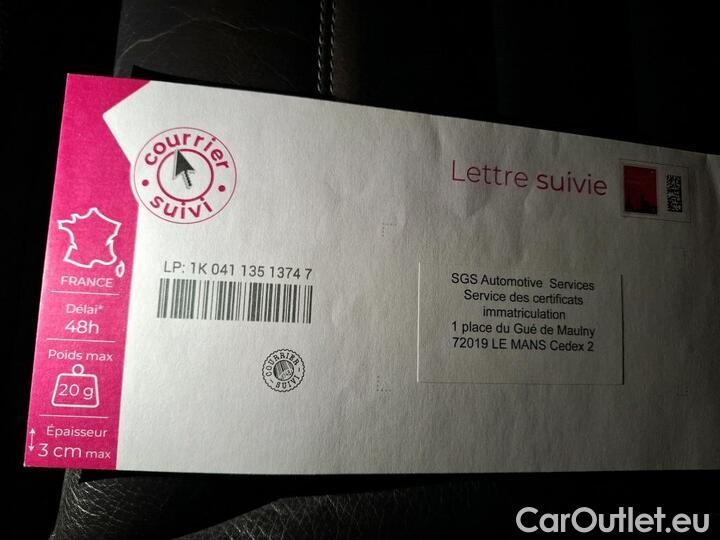 courrier
suivi
Lettre suivie
FRANCE
Délai*
48h
Poids max
20 g
Épaisseur
3 cm max
LP: 1K 041 135 1374 7
COURRIER
SUIVI
SGS Automotive Services
Service des certificats
immatriculation
1 place du Gué de Maulny
72019 LE MANS Cedex 2
CarOutlet.eu